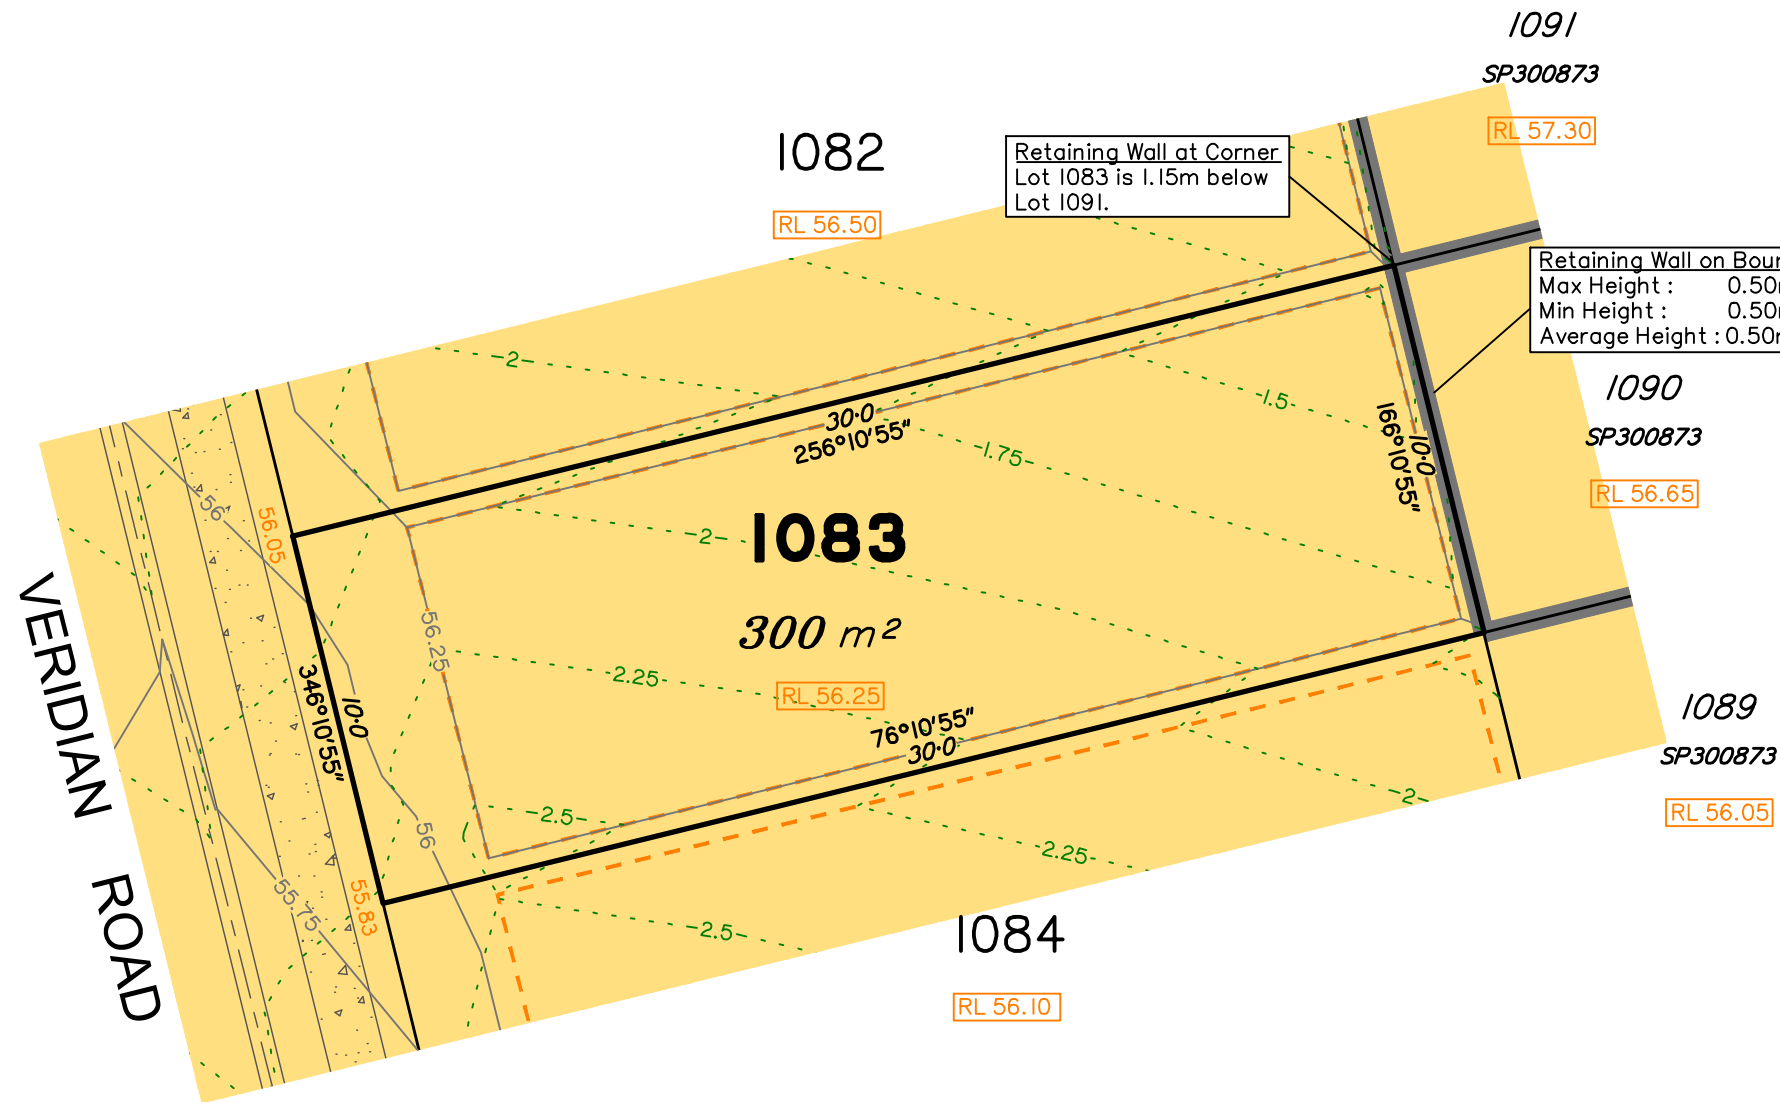 1091
SP300873
RL 57.30
1082
RL 56.50
Retaining Wall at Corner
Lot 1083 is 1.15m below
Lot 1091.
Retaining Wall on Boun
Max Height : 0.50m
Min Height : 0.50m
Average Height : 0.50m
1090
SP300873
RL 56.65
-2-
-1.5-
-1.75-
30·0
256°10'55"
166°10'55"
10·0
56
56.05
1083
-2-
300 m²
RL 56.25
56.25
-2.25-
346°10'55"
10·0
76°10'55"
30·0
VERIDIAN ROAD
1089
SP300873
RL 56.05
-2.5-
-2-
56
-2.25-
55.75
55.83
-2.5-
1084
RL 56.10